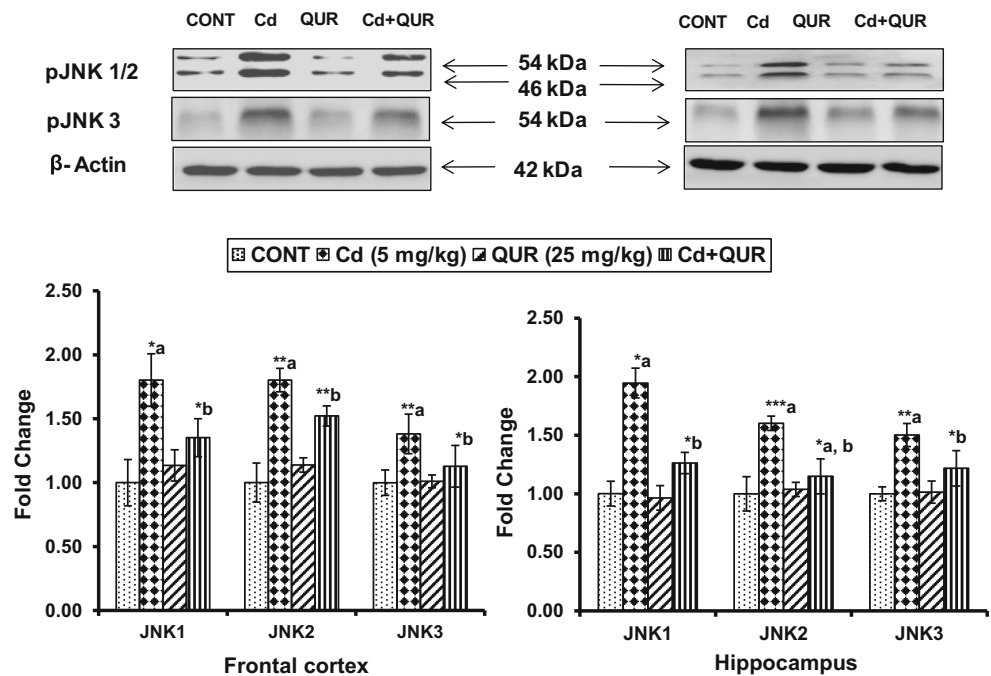 CONT Cd QUR Cd+QUR
CONT Cd QUR Cd+QUR
pJNK 1/2
54 kDa
46 kDa
pJNK 3
54 kDa
β- Actin
42 kDa
CONT Cd (5 mg/kg) QUR (25 mg/kg) Cd+QUR
Fold Change
2.50
2.00
1.50
1.00
0.50
0.00
*a
*b
**a
**b
**a
*b
JNK1 JNK2 JNK3
Frontal cortex
Fold Change
2.50
2.00
1.50
1.00
0.50
0.00
*a
*b
***a
*a, b
**a
*b
JNK1 JNK2 JNK3
Hippocampus